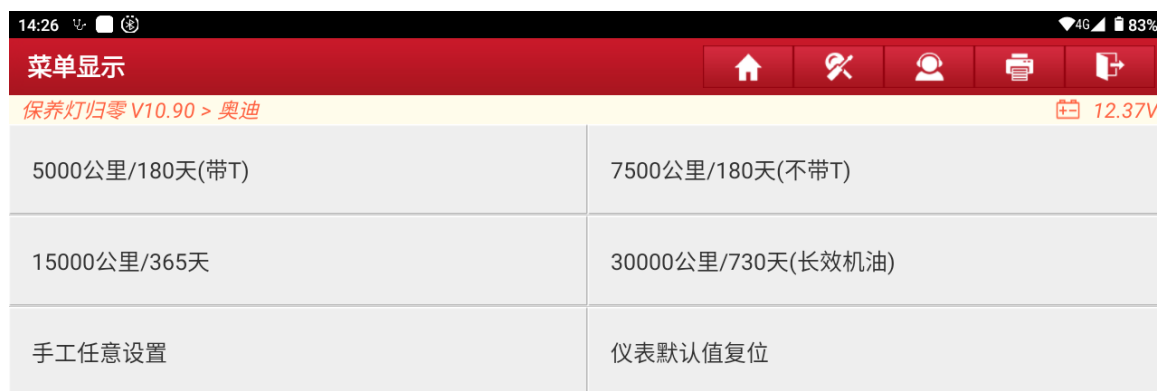 14:26 4G 83%
菜单显示
保养灯归零 V10.90 > 奥迪 12.37V
5000公里/180天(带T) 7500公里/180天(不带T)
15000公里/365天 30000公里/730天(长效机油)
手工任意设置 仪表默认值复位